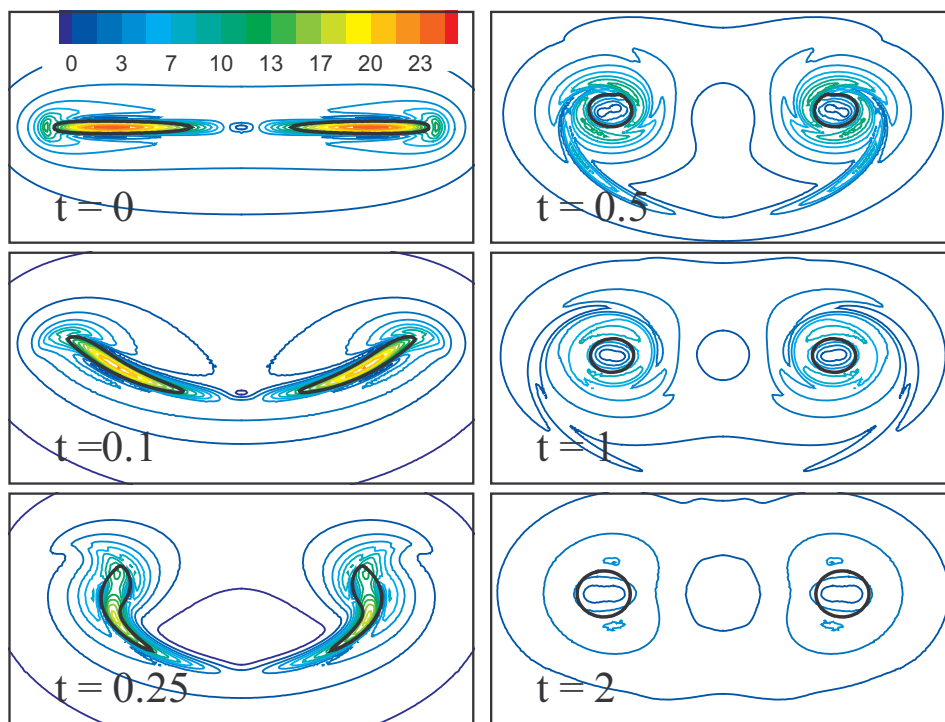 0 3 7 10 13 17 20 23
t = 0
t = 0.5
t =0.1
t = 1
t = 0.25
t = 2